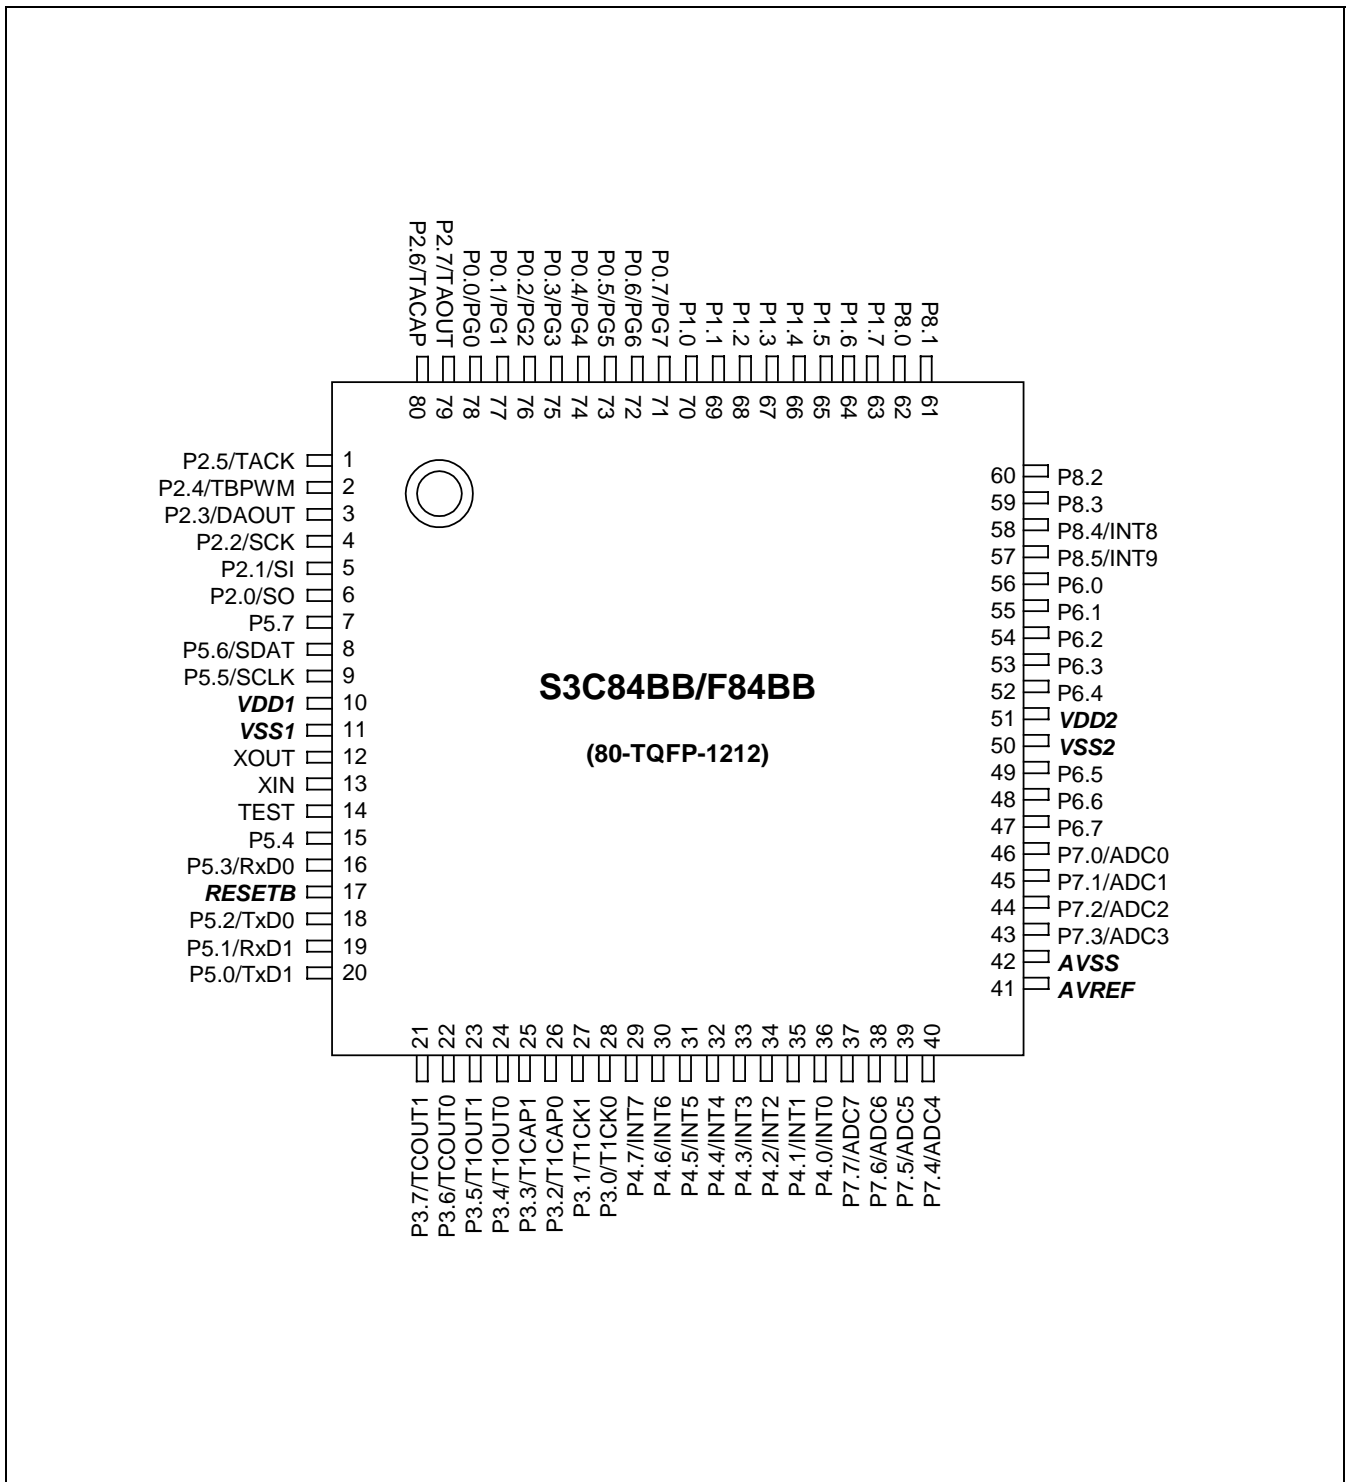 P2.6/TACAP
P2.7/TAOUT
P0.0/PG0
P0.1/PG1
P0.2/PG2
P0.3/PG3
P0.4/PG4
P0.5/PG5
P0.6/PG6
P0.7/PG7
P1.0
P1.1
P1.2
P1.3
P1.4
P1.5
P1.6
P1.7
P8.0
P8.1
80
79
78
77
76
75
74
73
72
71
70
69
68
67
66
65
64
63
62
61
P2.5/TACK 1
P2.4/TBPWM 2
P2.3/DAOUT 3
P2.2/SCK 4
P2.1/SI 5
P2.0/SO 6
P5.7 7
P5.6/SDAT 8
P5.5/SCLK 9
VDD1 10
VSS1 11
XOUT 12
XIN 13
TEST 14
P5.4 15
P5.3/RxD0 16
RESETB 17
P5.2/TxD0 18
P5.1/RxD1 19
P5.0/TxD1 20
S3C84BB/F84BB
(80-TQFP-1212)
60 P8.2
59 P8.3
58 P8.4/INT8
57 P8.5/INT9
56 P6.0
55 P6.1
54 P6.2
53 P6.3
52 P6.4
51 VDD2
50 VSS2
49 P6.5
48 P6.6
47 P6.7
46 P7.0/ADC0
45 P7.1/ADC1
44 P7.2/ADC2
43 P7.3/ADC3
42 AVSS
41 AVREF
21
22
23
24
25
26
27
28
29
30
31
32
33
34
35
36
37
38
39
40
P3.7/TCOUT1
P3.6/TCOUT0
P3.5/T1OUT1
P3.4/T1OUT0
P3.3/T1CAP1
P3.2/T1CAP0
P3.1/T1CK1
P3.0/T1CK0
P4.7/INT7
P4.6/INT6
P4.5/INT5
P4.4/INT4
P4.3/INT3
P4.2/INT2
P4.1/INT1
P4.0/INT0
P7.7/ADC7
P7.6/ADC6
P7.5/ADC5
P7.4/ADC4